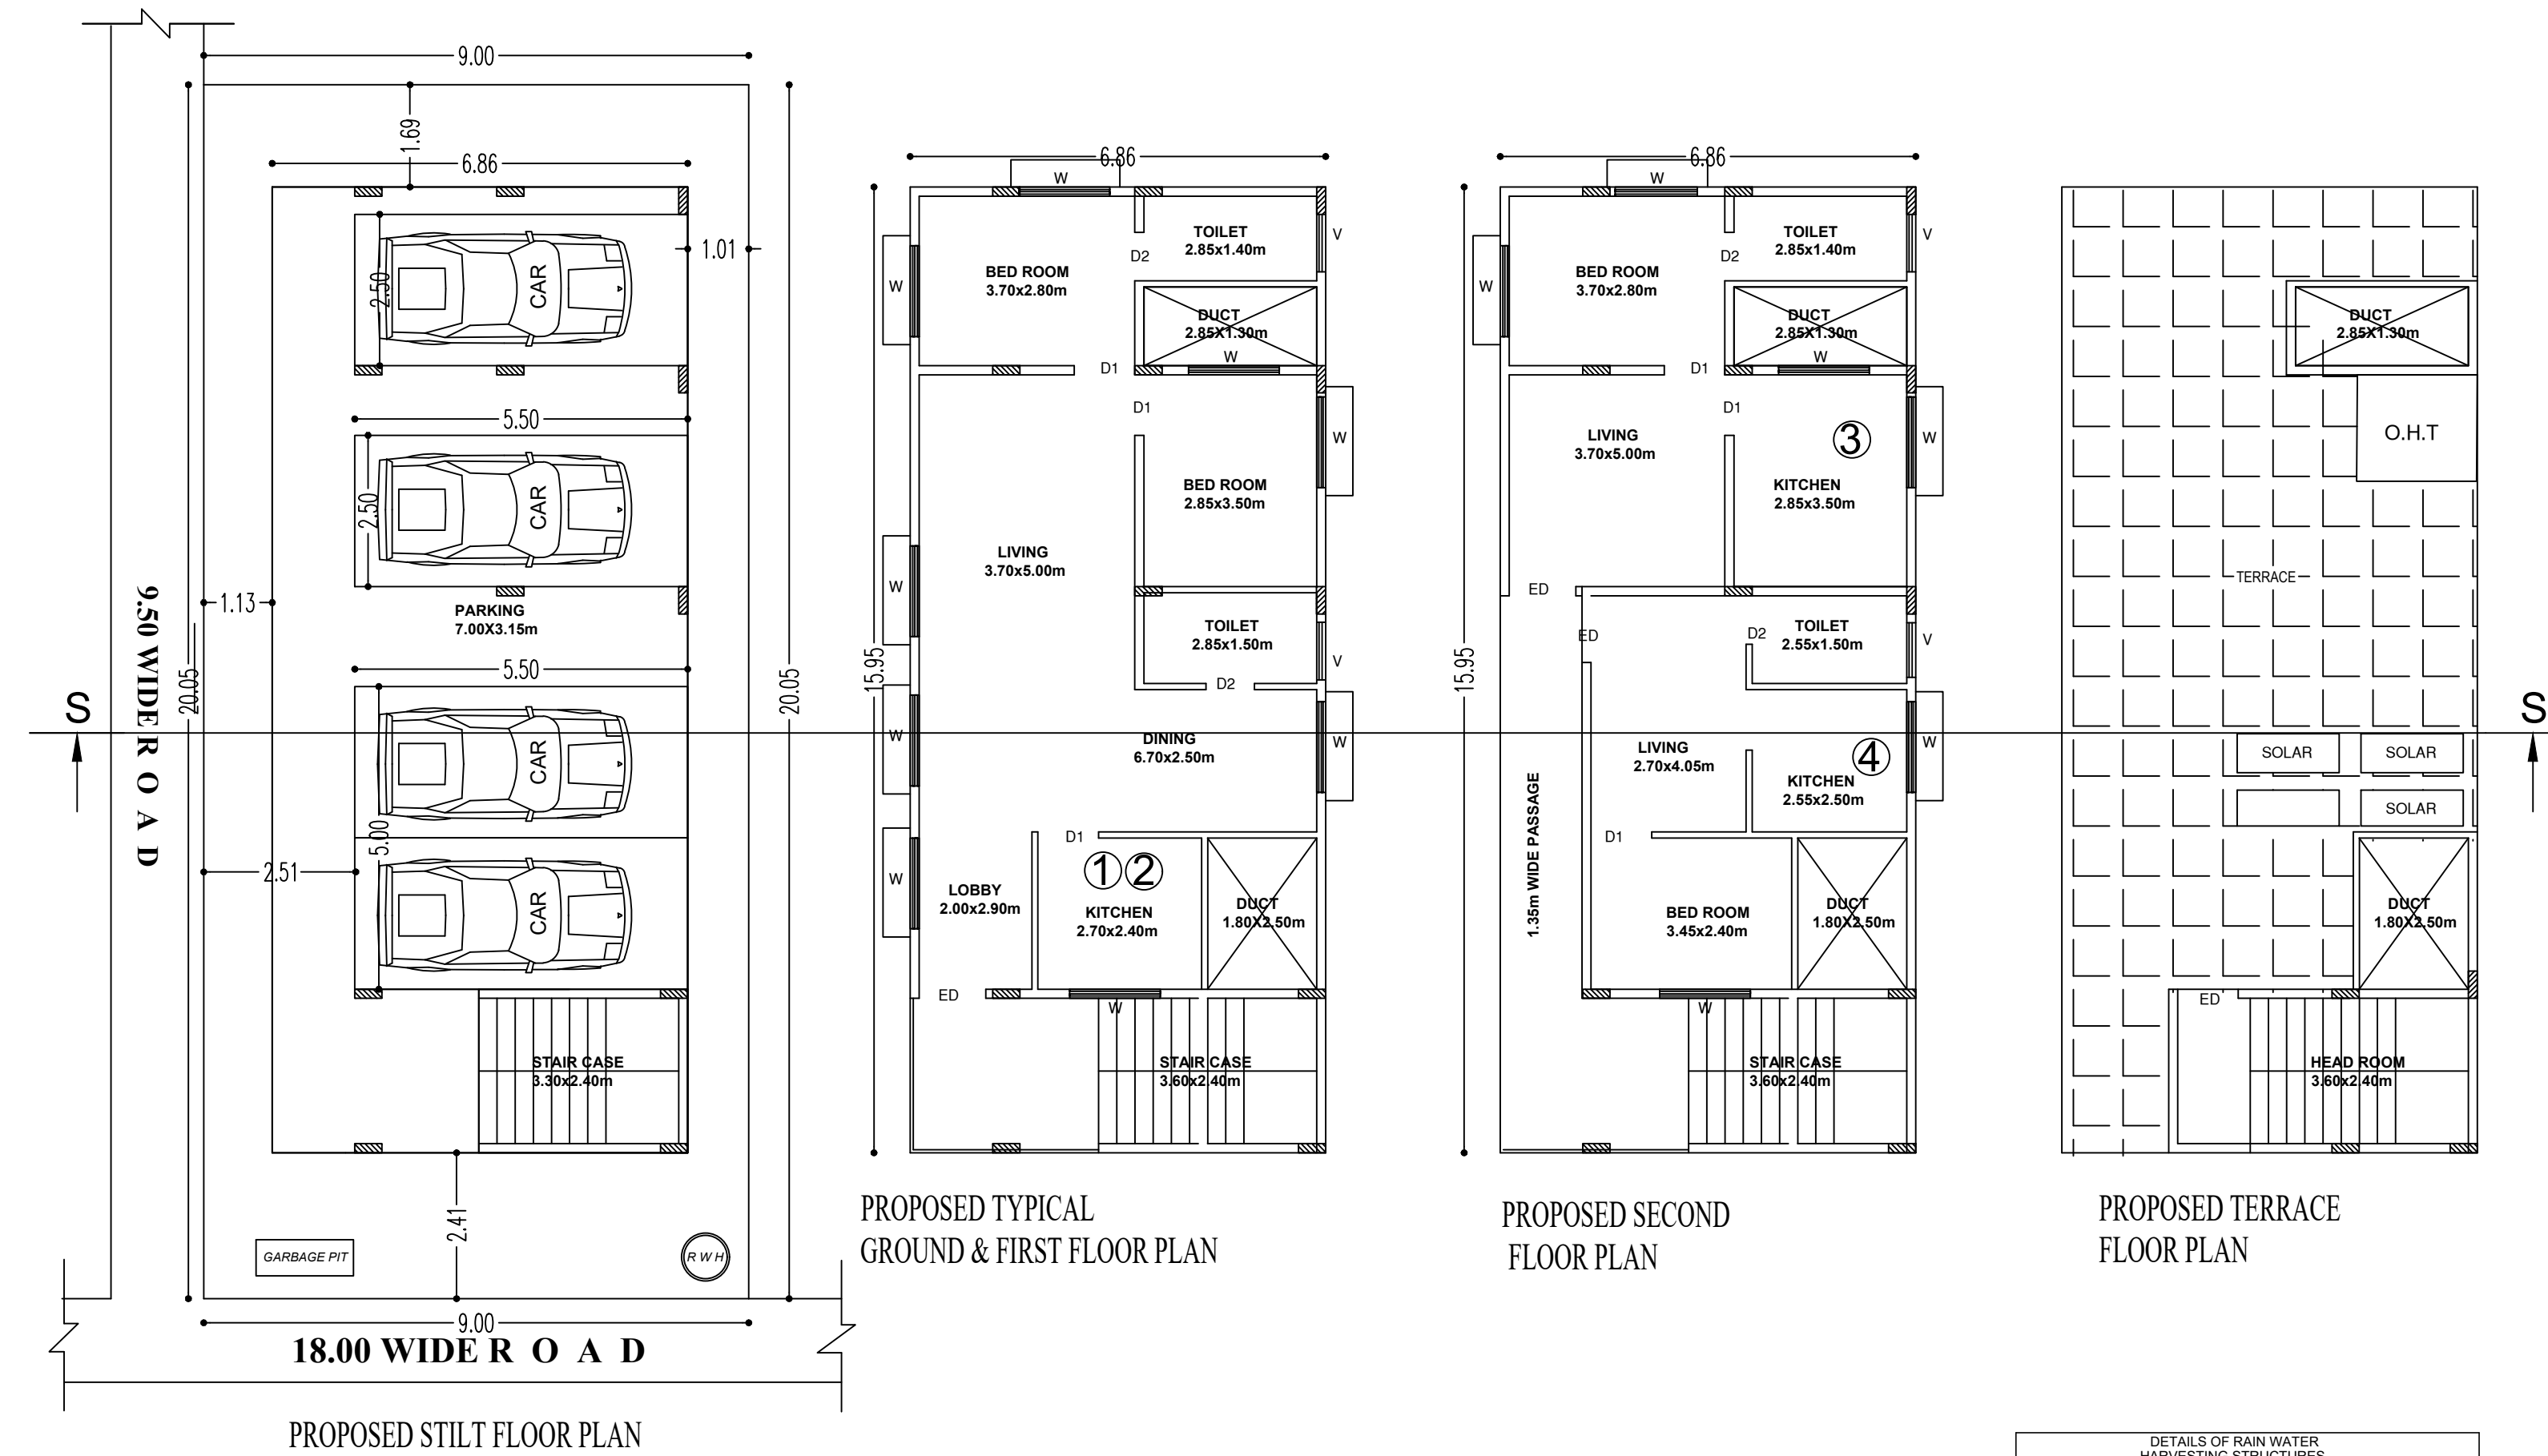 9.00
1.69
6.86
1.01
2.50
CAR
5.50
2.50
CAR
1.13
PARKING
7.00X3.15m
9.50 WIDE R O A D
20.05
20.05
5.50
CAR
5.00
2.51
CAR
STAIR CASE
3.30x2.40m
2.41
GARBAGE PIT
R W H
9.00
18.00 WIDE R O A D
PROPOSED STILT FLOOR PLAN
S
6.86
W
TOILET
2.85x1.40m
V
D2
BED ROOM
3.70x2.80m
W
DUCT
2.85X1.30m
W
D1
D1
W
BED ROOM
2.85x3.50m
LIVING
3.70x5.00m
W
TOILET
2.85x1.50m
V
15.95
D2
W
DINING
6.70x2.50m
W
D1
1 2
W
LOBBY
2.00x2.90m
KITCHEN
2.70x2.40m
DUCT
1.80X2.50m
ED
W
STAIR CASE
3.60x2.40m
PROPOSED TYPICAL
GROUND & FIRST FLOOR PLAN
6.86
W
TOILET
2.85x1.40m
V
D2
BED ROOM
3.70x2.80m
W
DUCT
2.85X1.30m
W
D1
D1
LIVING
3.70x5.00m
3
W
KITCHEN
2.85x3.50m
ED
ED
D2
TOILET
2.55x1.50m
V
15.95
LIVING
2.70x4.05m
4
W
KITCHEN
2.55x2.50m
1.35m WIDE PASSAGE
D1
BED ROOM
3.45x2.40m
DUCT
1.80X2.50m
W
STAIR CASE
3.60x2.40m
PROPOSED SECOND
FLOOR PLAN
DUCT
2.85X1.30m
O.H.T
TERRACE
S
SOLAR
SOLAR
SOLAR
DUCT
1.80X2.50m
ED
HEAD ROOM
3.60x2.40m
PROPOSED TERRACE
FLOOR PLAN
DETAILS OF RAIN WATER
HARVESTING STRUCTURES